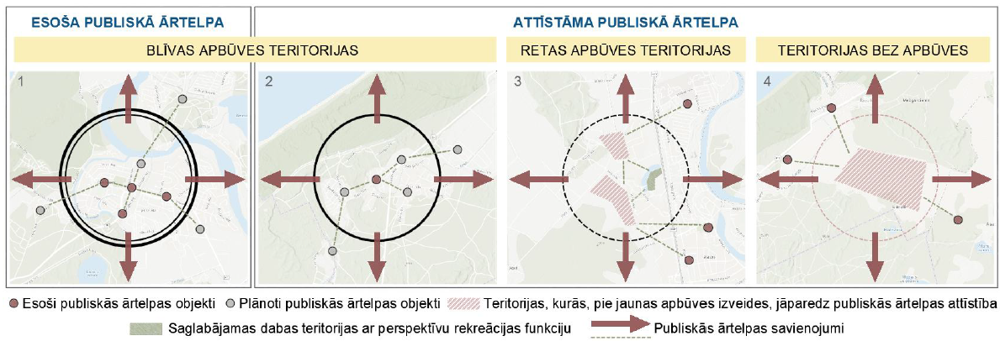 ESOŠA PUBLISKĀ ĀRTELPA
ATTĪSTĀMA PUBLISKĀ ĀRTELPA
BLĪVAS APBŪVES TERITORIJAS
RETAS APBŪVES TERITORIJAS
TERITORIJAS BEZ APBŪVES
1
2
3
4
Esoši publiskās ārtelpas objekti
Plānoti publiskās ārtelpas objekti
Teritorijas, kurās, pie jaunas apbūves izveides, jāparedz publiskās ārtelpas attīstība
Saglabājamas dabas teritorijas ar perspektīvu rekreācijas funkciju
Publiskās ārtelpas savienojumi